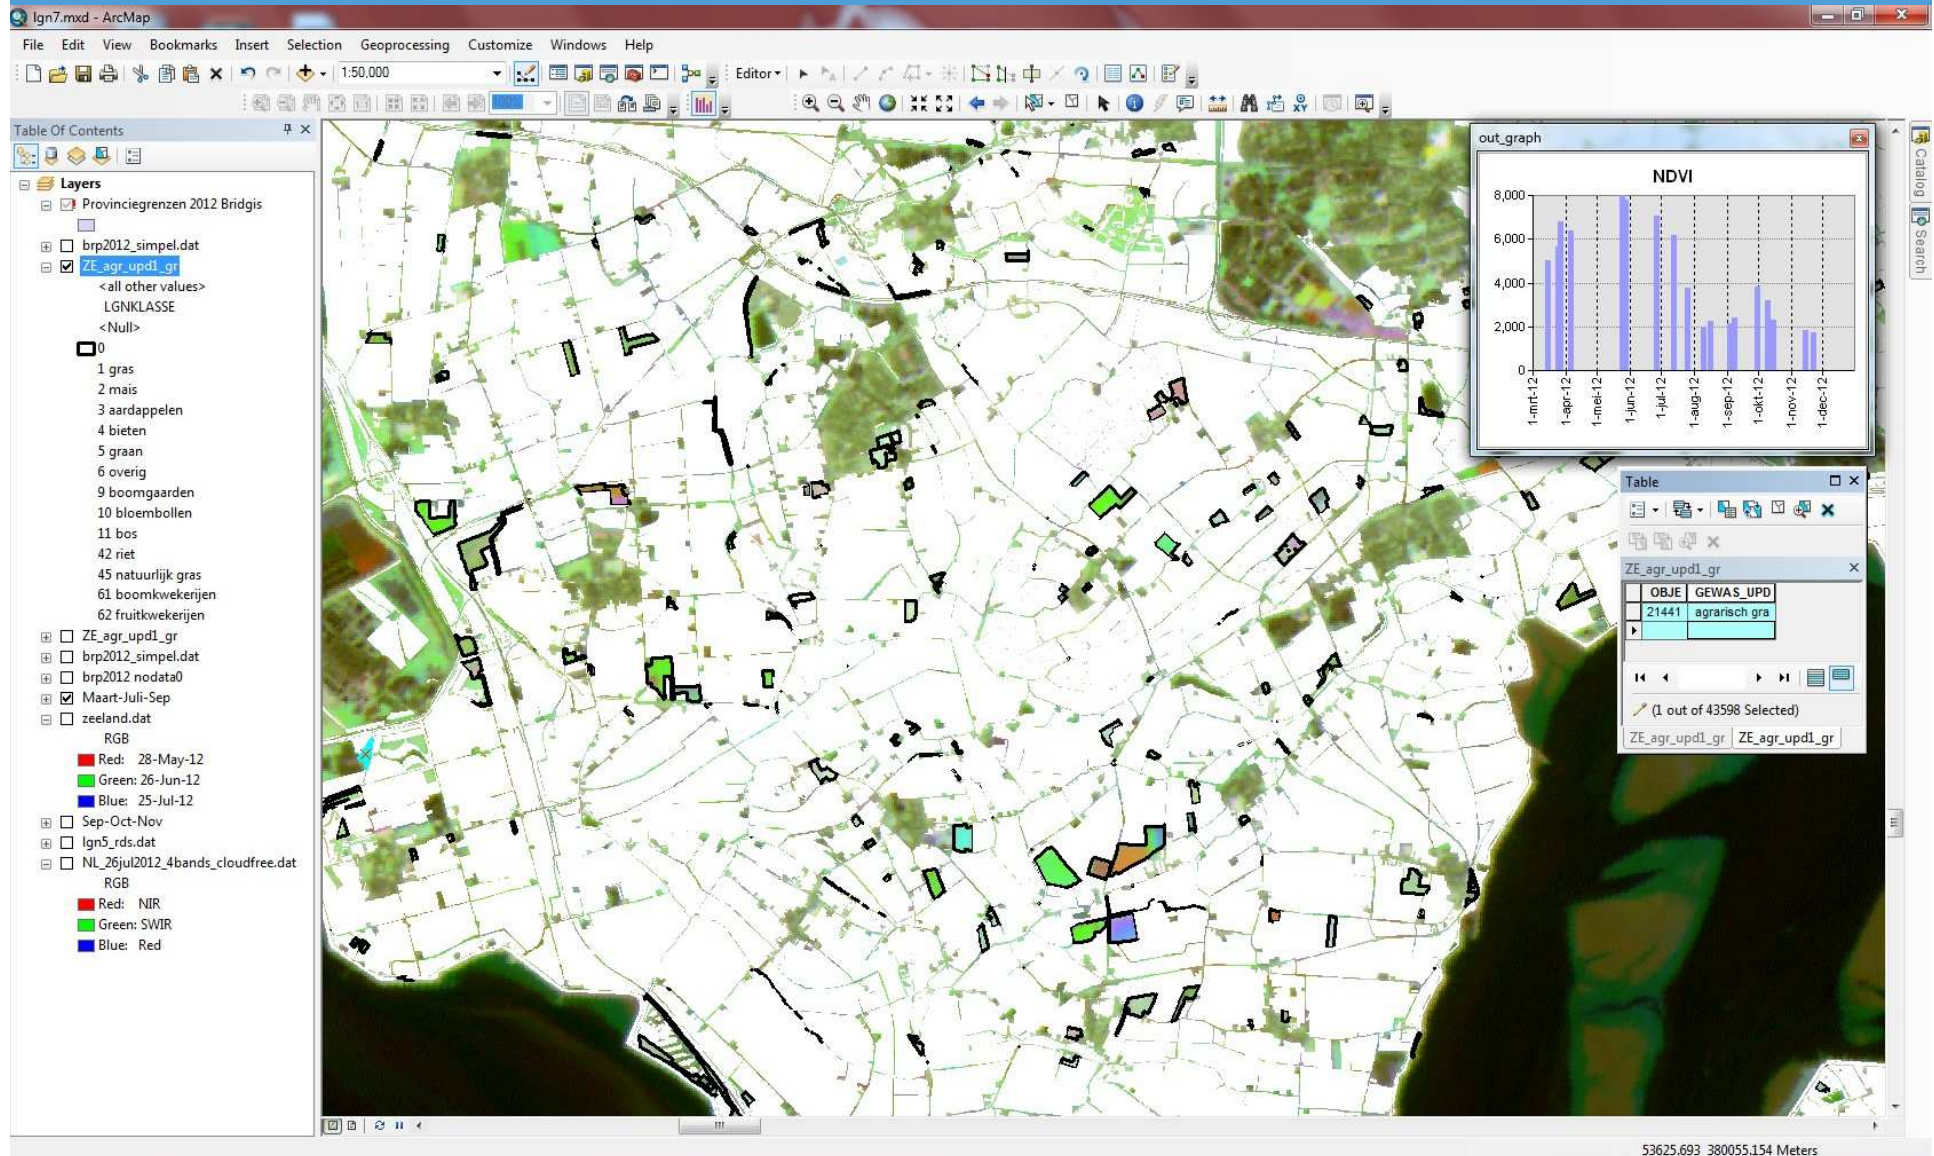 lgn7.mxd - ArcMap
File Edit View Bookmarks Insert Selection Geoprocessing Customize Windows Help
1:50,000
Editor
100%
Table Of Contents
Layers
Provinciegrenzen 2012 Bridgis
brp2012_simpel.dat
ZE_agr_upd1_gr
<all other values>
LGNKLASSE
<Null>
0
1 gras
2 mais
3 aardappelen
4 bieten
5 graan
6 overig
9 boomgaarden
10 bloembollen
11 bos
42 riet
45 natuurlijk gras
61 boomkwekerijen
62 fruitkwekerijen
ZE_agr_upd1_gr
brp2012_simpel.dat
brp2012 nodata0
Maart-Juli-Sep
zeeland.dat
RGB
Red: 28-May-12
Green: 26-Jun-12
Blue: 25-Jul-12
Sep-Oct-Nov
lgn5_rds.dat
NL_26jul2012_4bands_cloudfree.dat
RGB
Red: NIR
Green: SWIR
Blue: Red
out_graph
NDVI
8,000
6,000
4,000
2,000
0
1-mrt-12
1-apr-12
1-mei-12
1-jun-12
1-jul-12
1-aug-12
1-sep-12
1-okt-12
1-nov-12
1-dec-12
Catalog
Search
Table
ZE_agr_upd1_gr
OBJE GEWAS_UPD
21441 agrarisch gra
(1 out of 43598 Selected)
ZE_agr_upd1_gr ZE_agr_upd1_gr
53625.693 380055.154 Meters